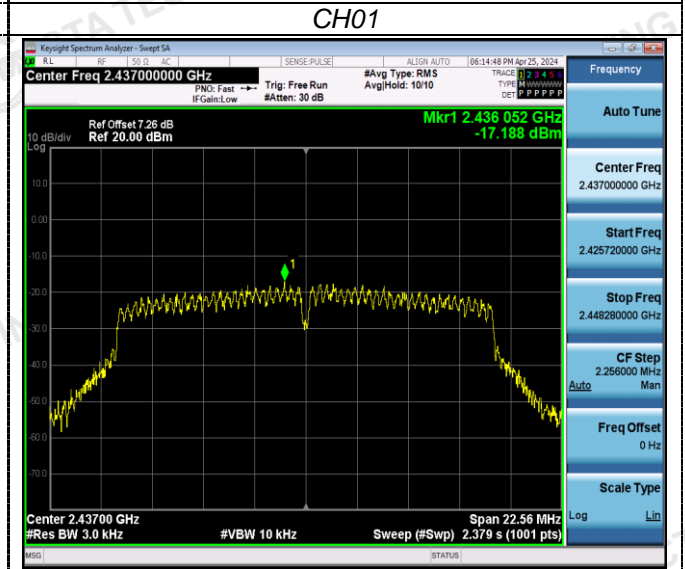 CH01
Keysight Spectrum Analyzer - Swept SA
RL RF 50 Ω AC SENSE:PULSE ALIGN AUTO 06:14:48 PM Apr 25, 2024
Center Freq 2.437000000 GHz
PNO: Fast
IFGain:Low
Trig: Free Run
#Atten: 30 dB
#Avg Type: RMS
Avg|Hold: 10/10
TRACE 1 2 3 4 5 6
TYPE MWWWWW
DET P P P P P P
Frequency
Auto Tune
Center Freq
2.437000000 GHz
Start Freq
2.425720000 GHz
Stop Freq
2.448280000 GHz
CF Step
2.256000 MHz
Auto Man
Freq Offset
0 Hz
Scale Type
Log Lin
Ref Offset 7.26 dB
10 dB/div Ref 20.00 dBm
Log
Mkr1 2.436 052 GHz
-17.188 dBm
10.0
0.00
-10.0
-20.0
-30.0
-40.0
-50.0
-60.0
-70.0
1
Center 2.43700 GHz Span 22.56 MHz
#Res BW 3.0 kHz #VBW 10 kHz Sweep (#Swp) 2.379 s (1001 pts)
MSG STATUS